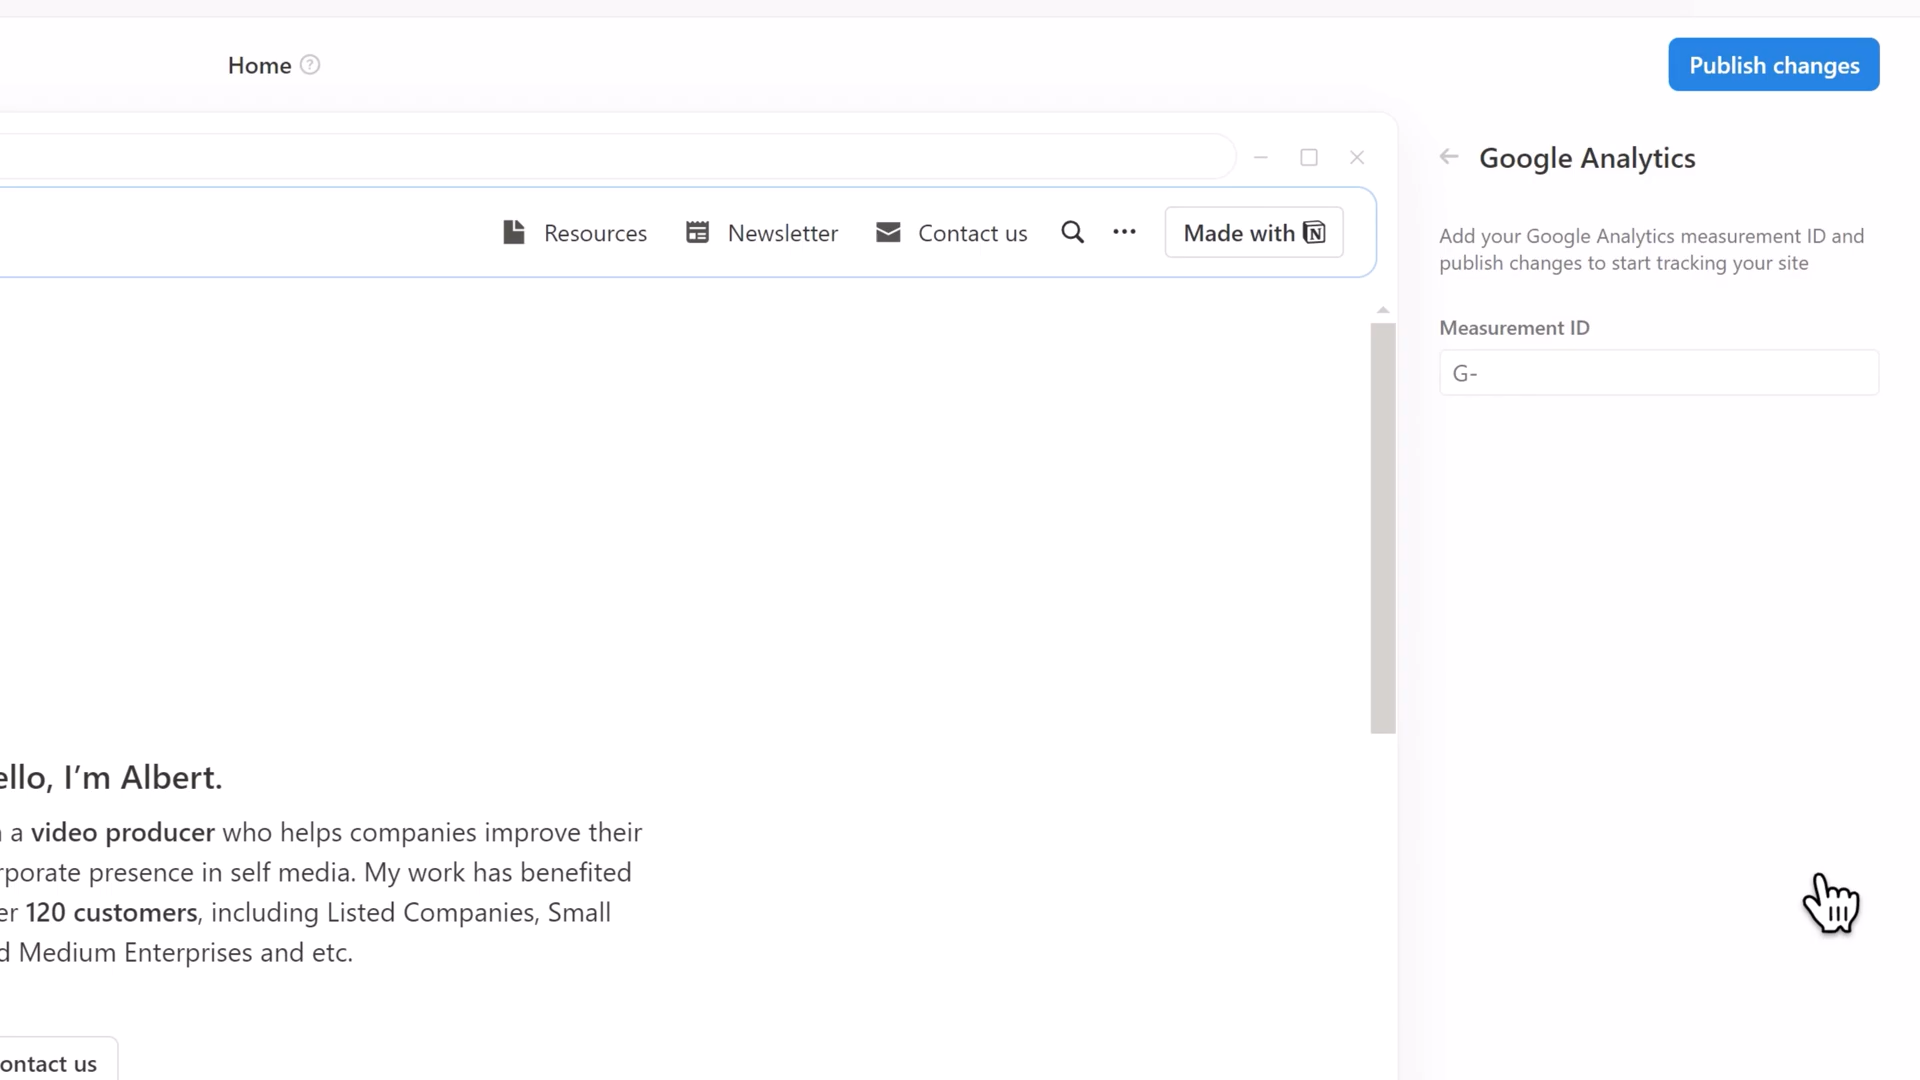 Home
Publish changes
Google Analytics
Resources
Newsletter
Contact us
Made with
Add your Google Analytics measurement ID and
publish changes to start tracking your site
Measurement ID
G-
ello, I’m Albert.
a video producer who helps companies improve their
rporate presence in self media. My work has benefited
er 120 customers, including Listed Companies, Small
d Medium Enterprises and etc.
ontact us